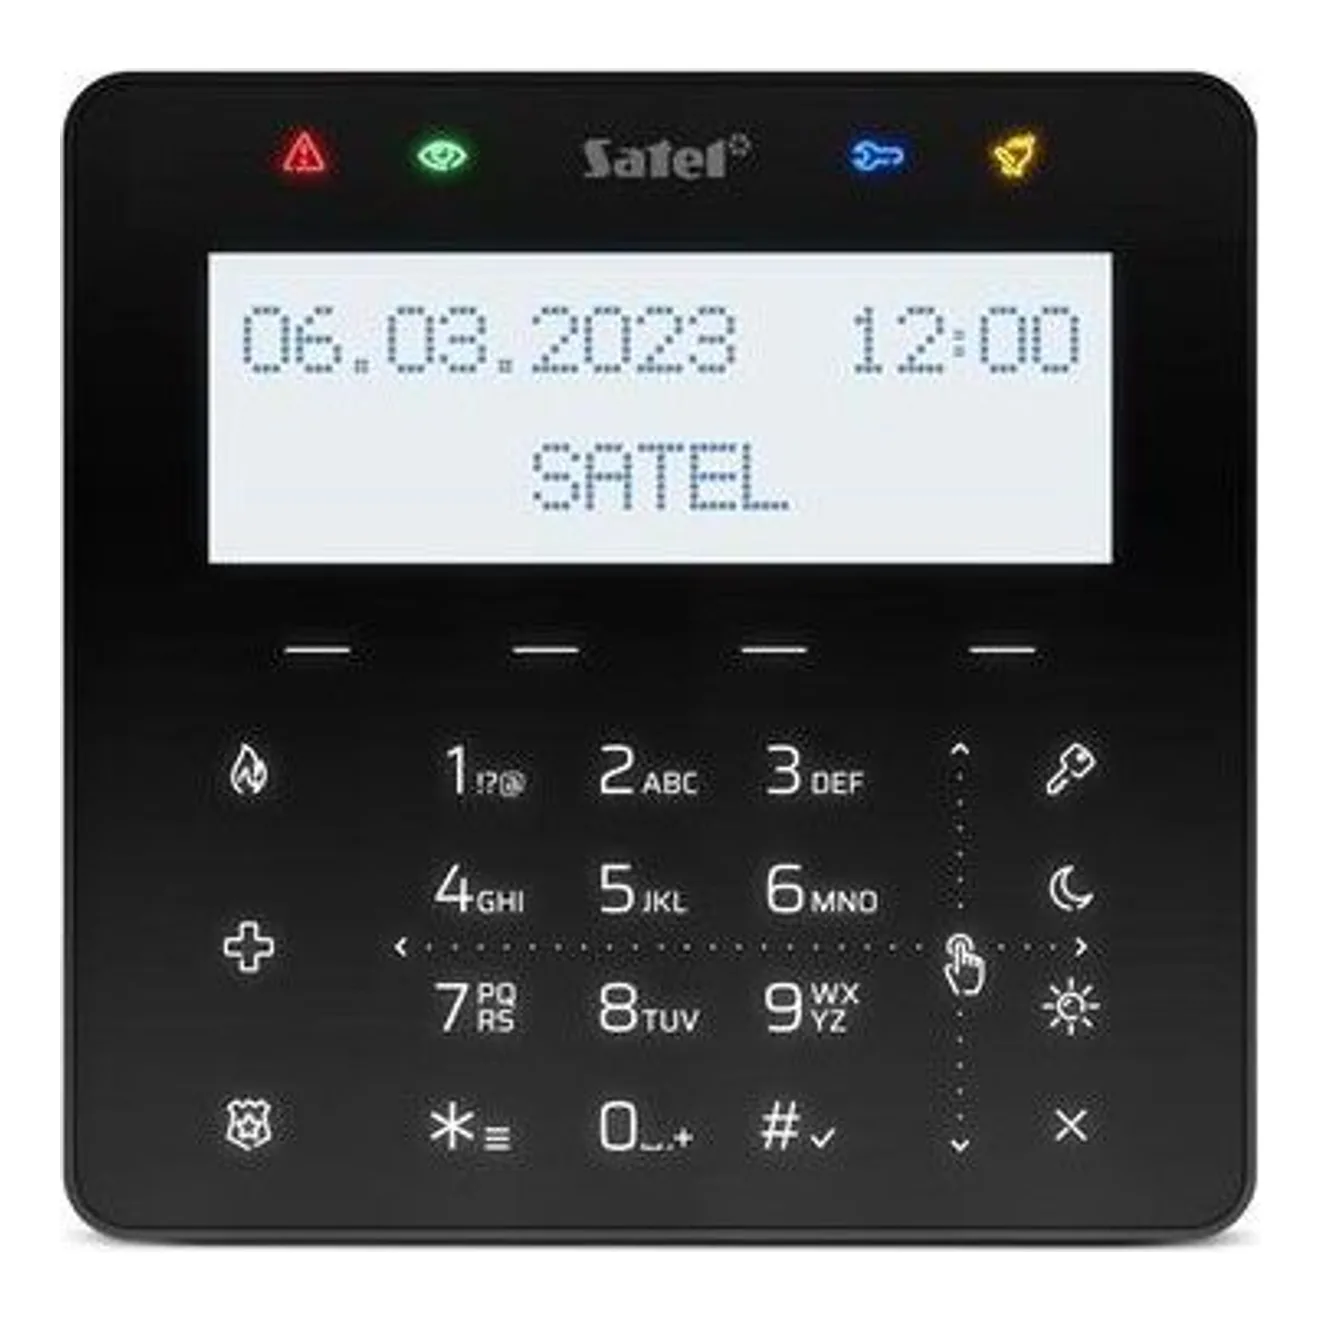 Satel
06.03.2023 12:00
SATEL
1 !?@ 2 ABC 3 DEF
4 GHI 5 JKL 6 MNO
7 PQRS 8 TUV 9 WXYZ
* 0 _.+ #